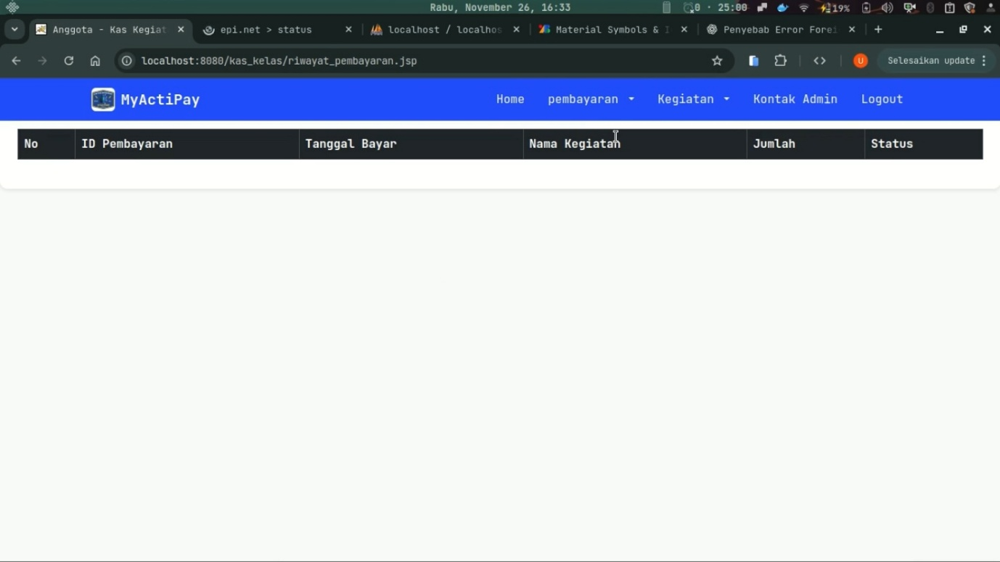 Rabu, November 26, 16:33
0 · 25:00
19%
Anggota - Kas Kegiat
epi.net > status
localhost / localhos
Material Symbols & I
Penyebab Error Forei
localhost:8080/kas_kelas/riwayat_pembayaran.jsp
U
Selesaikan update
MyActiPay
Home
pembayaran
Kegiatan
Kontak Admin
Logout
No
ID Pembayaran
Tanggal Bayar
Nama Kegiatan
Jumlah
Status